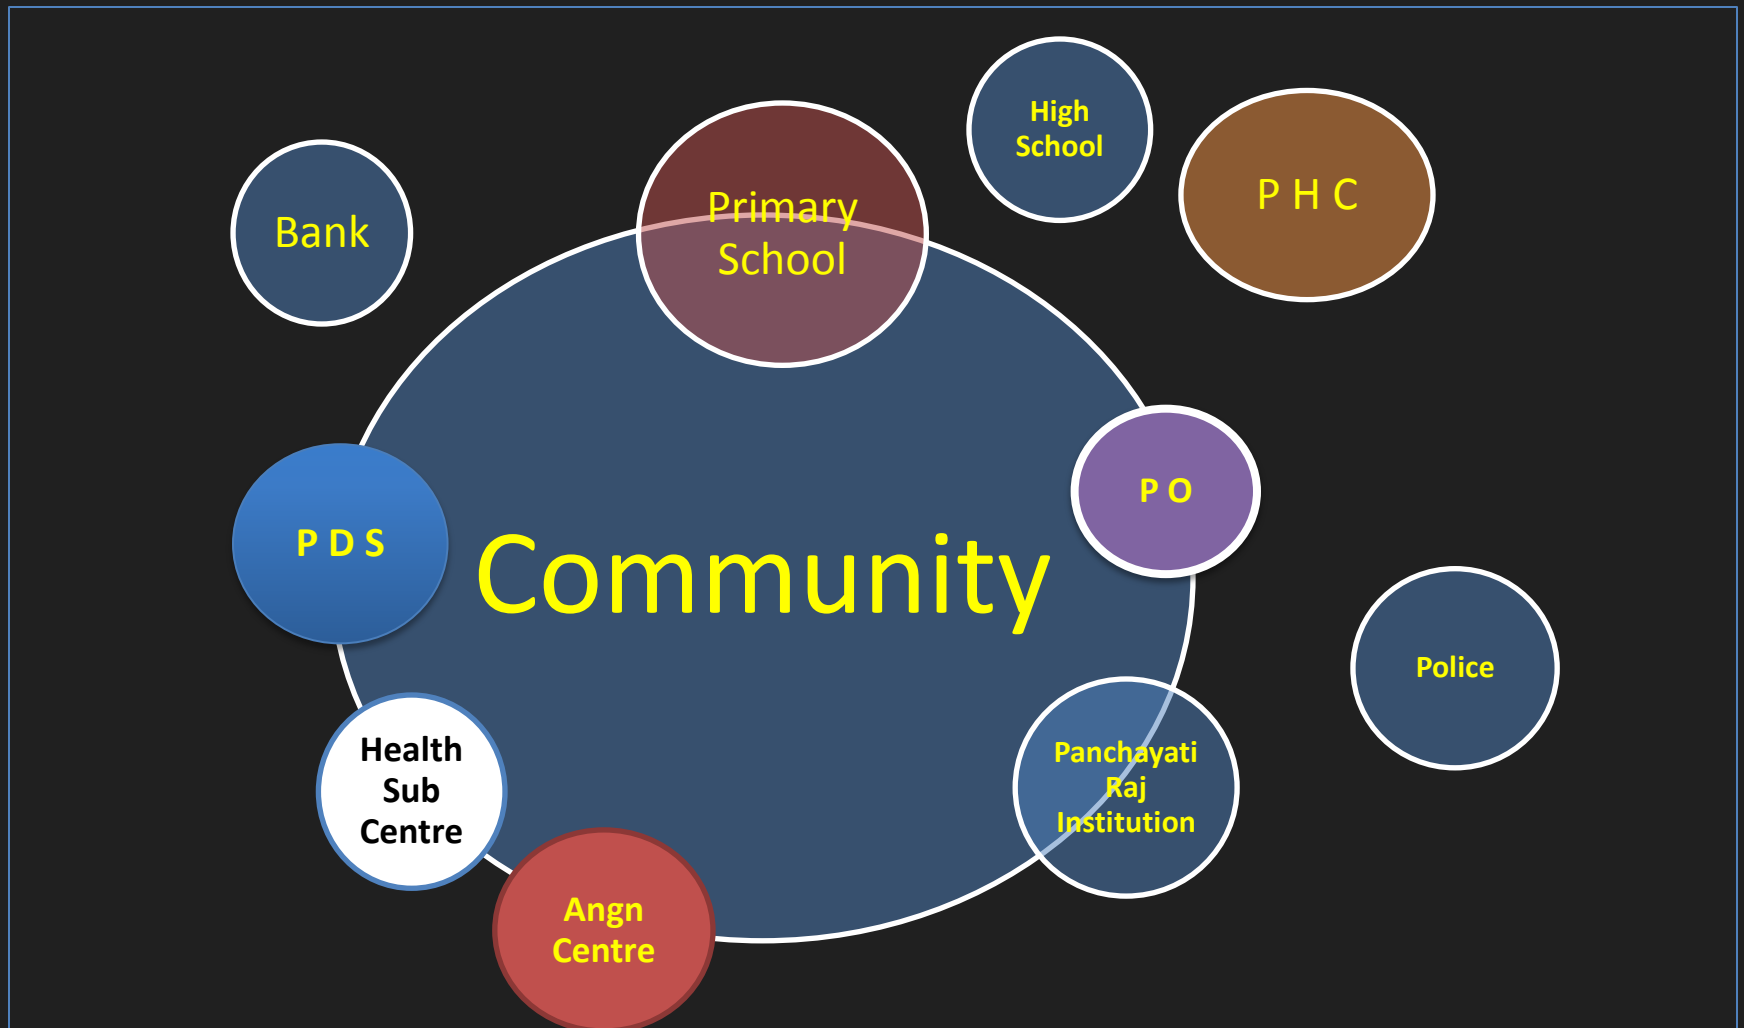 High
School
P H C
Bank
Primary
School
P O
P D S
Community
Police
Health
Sub
Centre
Panchayati
Raj
Institution
Angn
Centre